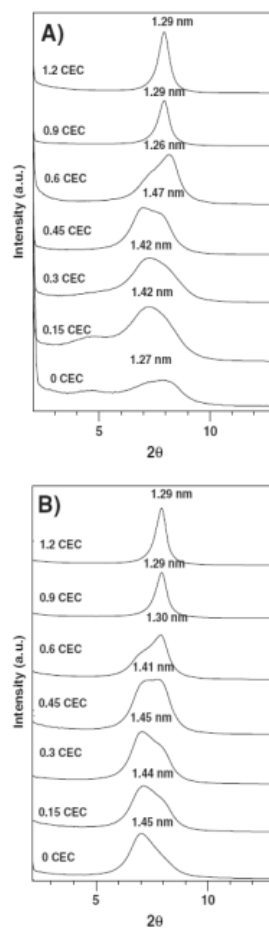 A)
1.29 nm
1.2 CEC
1.29 nm
0.9 CEC
1.26 nm
0.6 CEC
1.47 nm
0.45 CEC
1.42 nm
0.3 CEC
1.42 nm
0.15 CEC
1.27 nm
0 CEC
Intensity (a.u.)
5 10
2θ
B)
1.29 nm
1.2 CEC
1.29 nm
0.9 CEC
1.30 nm
0.6 CEC
1.41 nm
0.45 CEC
1.45 nm
0.3 CEC
1.44 nm
0.15 CEC
1.45 nm
0 CEC
Intensity (a.u.)
5 10
2θ